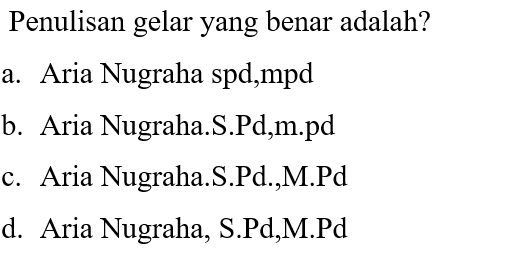 Penulisan gelar yang benar adalah?
a. Aria Nugraha spd,mpd
b. Aria Nugraha.S.Pd,m.pd
c. Aria Nugraha.S.Pd.,M.Pd
d. Aria Nugraha, S.Pd,M.Pd